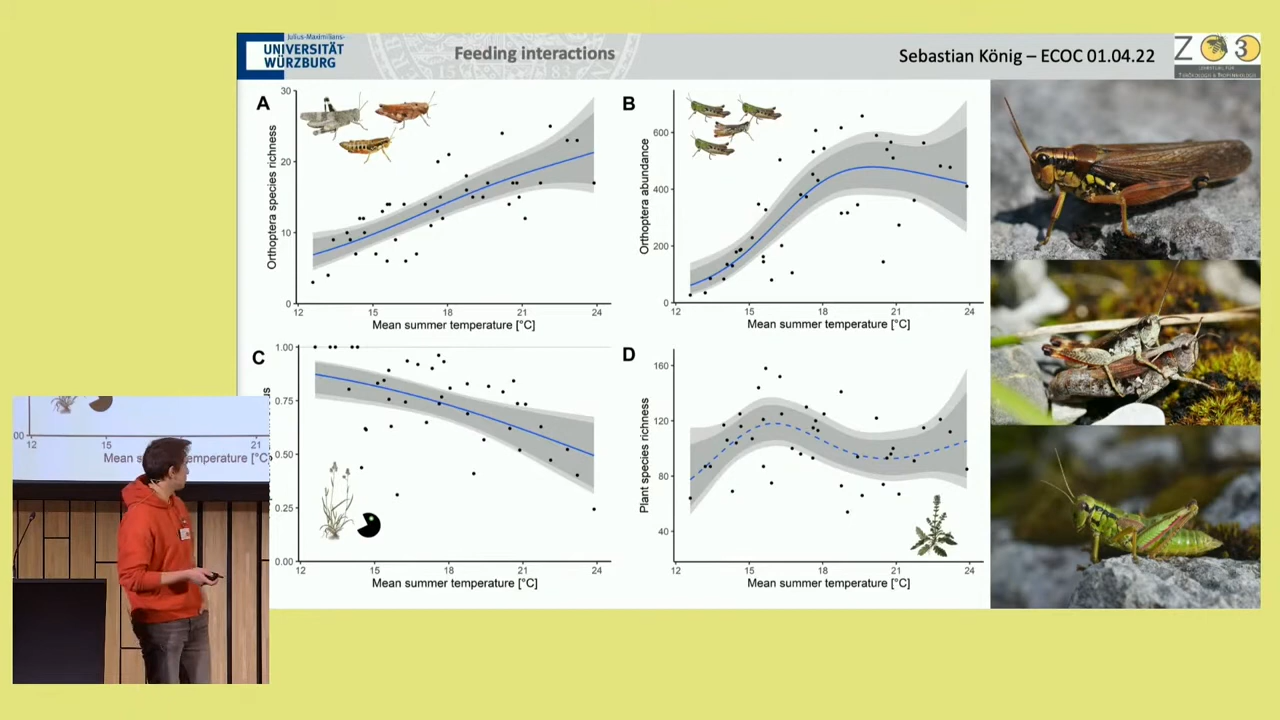 Julius-Maximilians-
UNIVERSITÄT
WÜRZBURG
Feeding interactions
Sebastian König – ECOC 01.04.22
Z 3
A
Orthoptera species richness
30
20
10
0
12 15 18 21 24
Mean summer temperature [°C]
B
Orthoptera abundance
600
400
200
0
12 15 18 21 24
Mean summer temperature [°C]
C
1.00
0.75
0.50
0.25
0.00
15 18 21 24
Mean summer temperature [°C]
D
Plant species richness
160
120
80
40
12 15 18 21 24
Mean summer temperature [°C]
00
12 15 21
Mean s temperature [°C